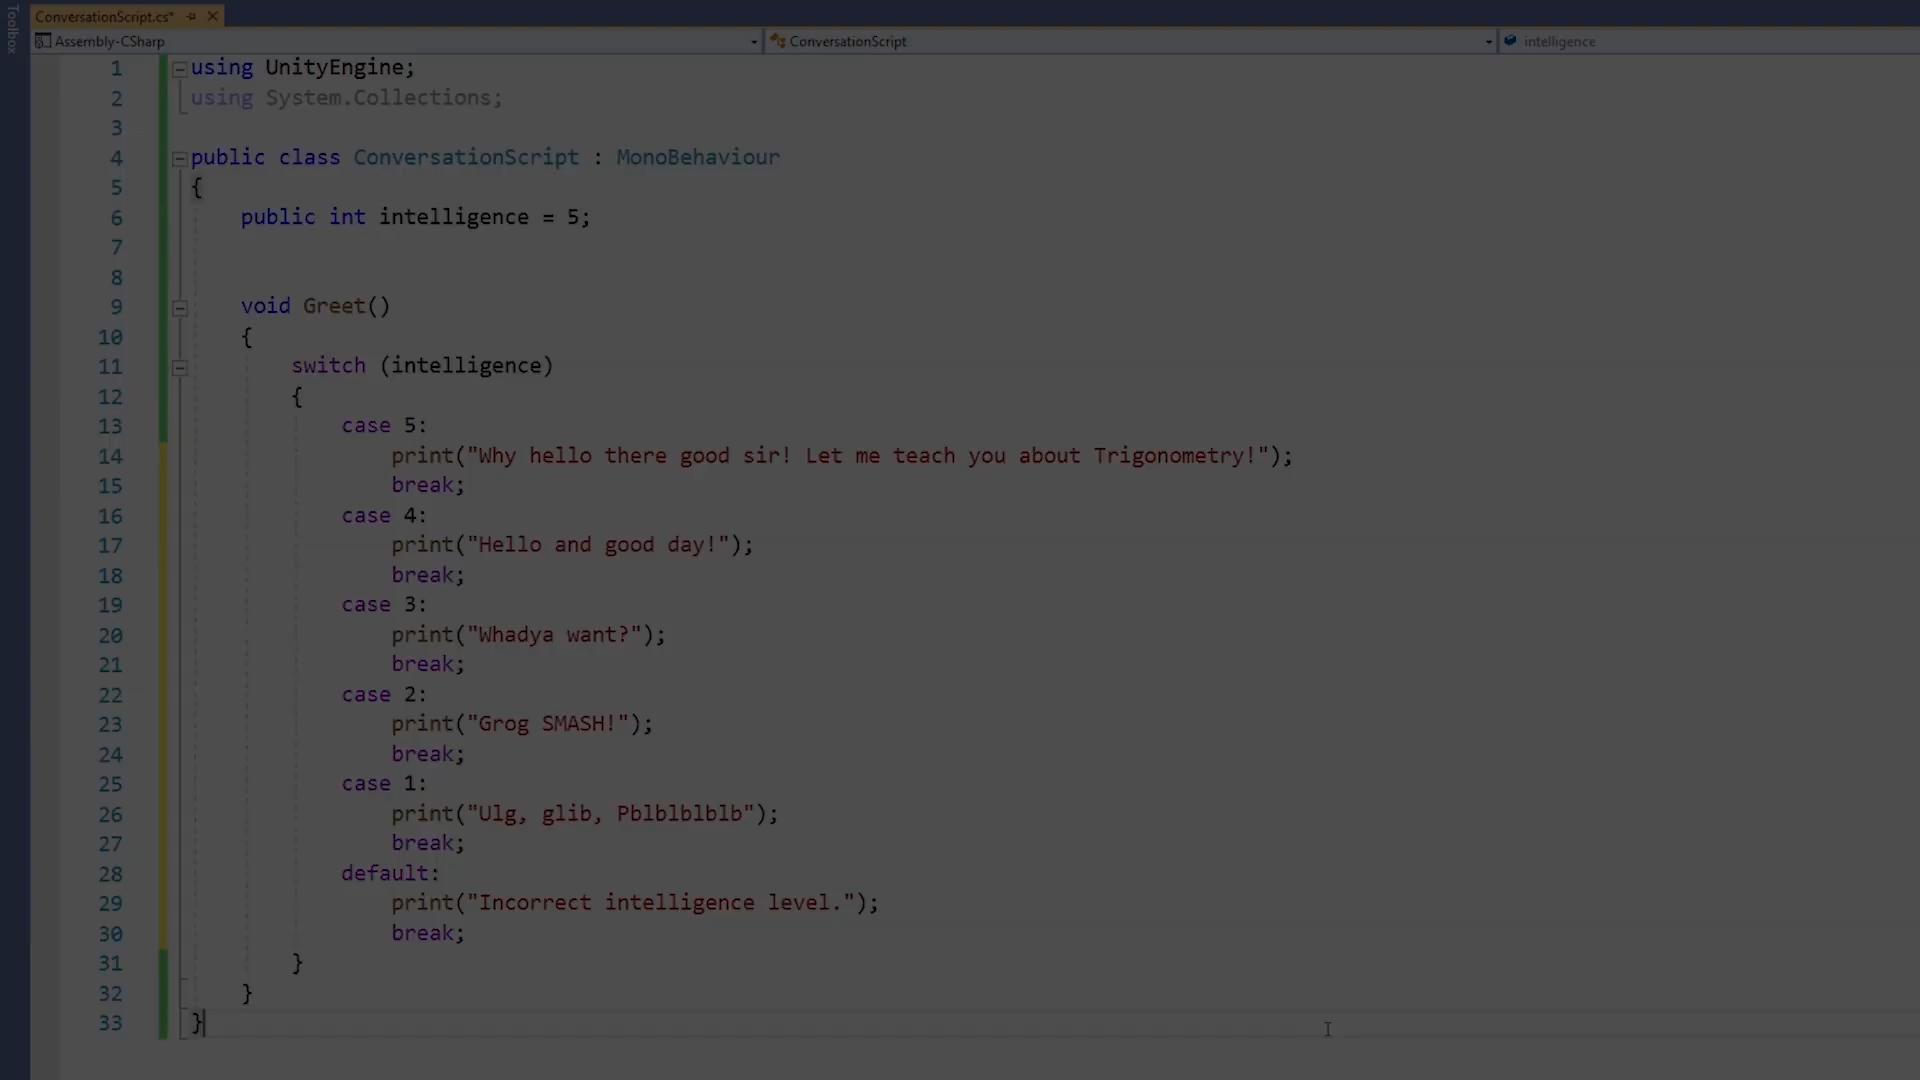 Toolbox
ConversationScript.cs*
Assembly-CSharp ConversationScript intelligence
1 using UnityEngine;
2 using System.Collections;
3
4 public class ConversationScript : MonoBehaviour
5 {
6 public int intelligence = 5;
7
8
9 void Greet()
10 {
11 switch (intelligence)
12 {
13 case 5:
14 print("Why hello there good sir! Let me teach you about Trigonometry!");
15 break;
16 case 4:
17 print("Hello and good day!");
18 break;
19 case 3:
20 print("Whadya want?");
21 break;
22 case 2:
23 print("Grog SMASH!");
24 break;
25 case 1:
26 print("Ulg, glib, Pblblblblb");
27 break;
28 default:
29 print("Incorrect intelligence level.");
30 break;
31 }
32 }
33 }